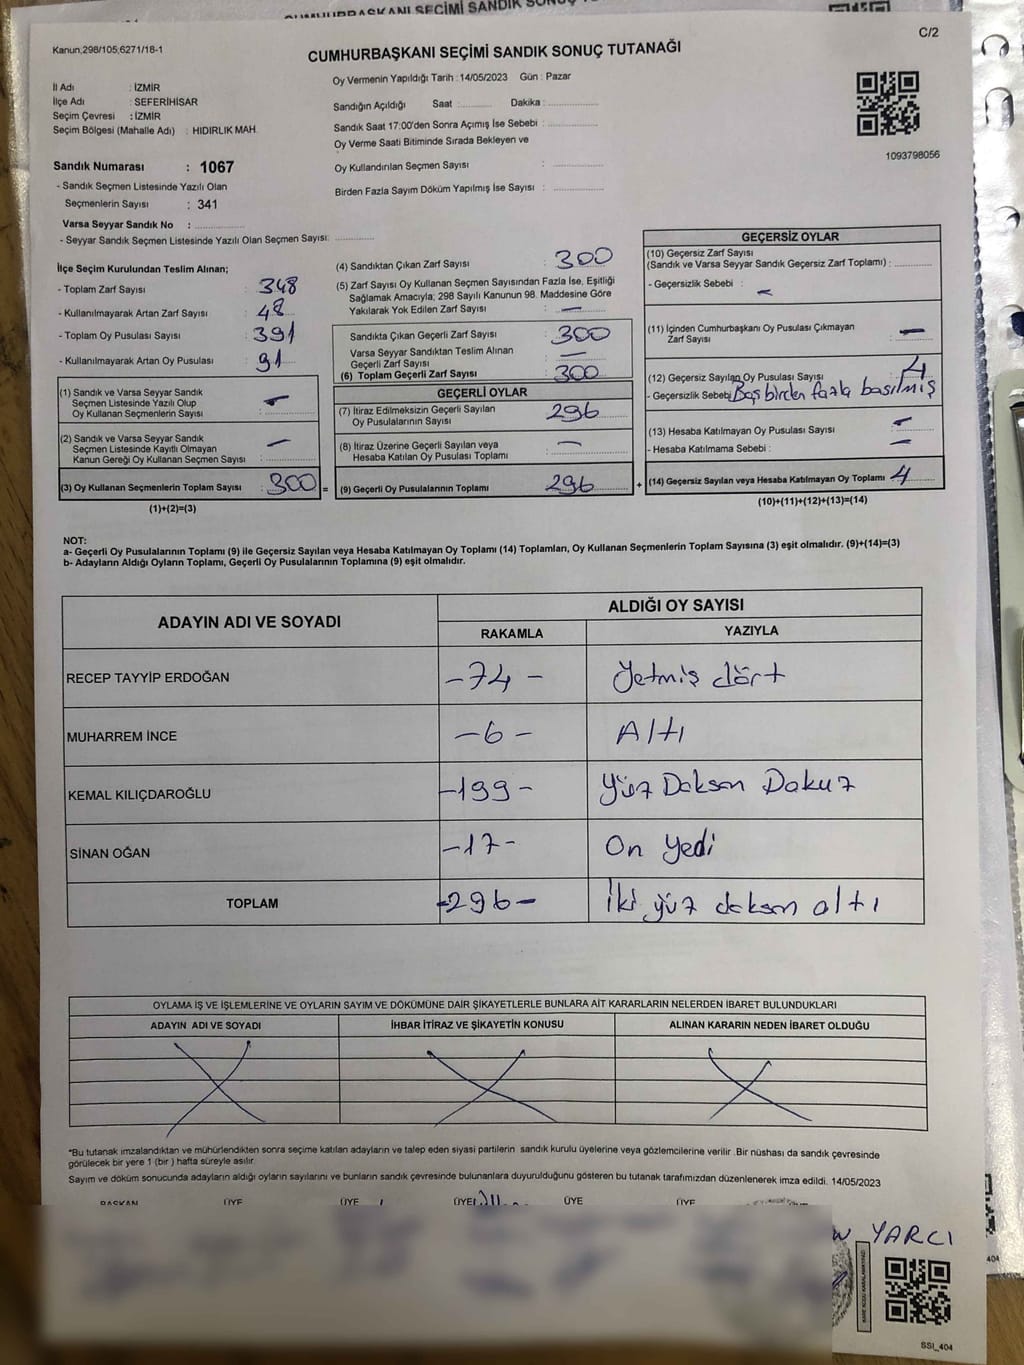 CUMHURBAŞKANI SEÇİMİ SANDIK
C/2
Kanun;298/105;6271/18-1
CUMHURBAŞKANI SEÇİMİ SANDIK SONUÇ TUTANAĞI
İl Adı : İZMİR
İlçe Adı : SEFERİHİSAR
Seçim Çevresi : İZMİR
Seçim Bölgesi (Mahalle Adı) : HIDIRLIK MAH.
Oy Vermenin Yapıldığı Tarih :14/05/2023 Gün : Pazar
Sandığın Açıldığı Saat : Dakika :
Sandık Saat 17:00'den Sonra Açımış İse Sebebi :
Oy Verme Saati Bitiminde Sırada Bekleyen ve
Oy Kullandırılan Seçmen Sayısı :
Birden Fazla Sayım Döküm Yapılmış İse Sayısı :
1093798056
Sandık Numarası : 1067
- Sandık Seçmen Listesinde Yazılı Olan
Seçmenlerin Sayısı : 341
Varsa Seyyar Sandık No :
- Seyyar Sandık Seçmen Listesinde Yazılı Olan Seçmen Sayısı:
İlçe Seçim Kurulundan Teslim Alınan;
- Toplam Zarf Sayısı : 348
- Kullanılmayarak Artan Zarf Sayısı : 48
- Toplam Oy Pusulası Sayısı : 391
- Kullanılmayarak Artan Oy Pusulası : 91
(1) Sandık ve Varsa Seyyar Sandık
Seçmen Listesinde Yazılı Olup
Oy Kullanan Seçmenlerin Sayısı : -
(2) Sandık ve Varsa Seyyar Sandık
Seçmen Listesinde Kayıtlı Olmayan
Kanun Gereği Oy Kullanan Seçmen Sayısı : -
(3) Oy Kullanan Seçmenlerin Toplam Sayısı : 300 =
(1)+(2)=(3)
(4) Sandıktan Çıkan Zarf Sayısı : 300
(5) Zarf Sayısı Oy Kullanan Seçmen Sayısından Fazla İse, Eşitliği
Sağlamak Amacıyla; 298 Sayılı Kanunun 98. Maddesine Göre
Yakılarak Yok Edilen Zarf Sayısı : -
Sandıkta Çıkan Geçerli Zarf Sayısı : 300
Varsa Seyyar Sandıktan Teslim Alınan
Geçerli Zarf Sayısı : -
(6) Toplam Geçerli Zarf Sayısı : 300
GEÇERLİ OYLAR
(7) İtiraz Edilmeksizin Geçerli Sayılan
Oy Pusulalarının Sayısı : 296
(8) İtiraz Üzerine Geçerli Sayılan veya
Hesaba Katılan Oy Pusulası Toplamı : -
(9) Geçerli Oy Pusulalarının Toplamı : 296 +
GEÇERSİZ OYLAR
(10) Geçersiz Zarf Sayısı
(Sandık ve Varsa Seyyar Sandık Geçersiz Zarf Toplamı) :
- Geçersizlik Sebebi : -
(11) İçinden Cumhurbaşkanı Oy Pusulası Çıkmayan
Zarf Sayısı : -
(12) Geçersiz Sayılan Oy Pusulası Sayısı : 4
- Geçersizlik Sebebi Baş birden fazla basılmış
(13) Hesaba Katılmayan Oy Pusulası Sayısı : -
- Hesaba Katılmama Sebebi : -
(14) Geçersiz Sayılan veya Hesaba Katılmayan Oy Toplamı 4
(10)+(11)+(12)+(13)=(14)
NOT:
a- Geçerli Oy Pusulalarının Toplamı (9) ile Geçersiz Sayılan veya Hesaba Katılmayan Oy Toplamı (14) Toplamları, Oy Kullanan Seçmenlerin Toplam Sayısına (3) eşit olmalıdır. (9)+(14)=(3)
b- Adayların Aldığı Oyların Toplamı, Geçerli Oy Pusulalarının Toplamına (9) eşit olmalıdır.
ADAYIN ADI VE SOYADI ALDIĞI OY SAYISI
RAKAMLA YAZIYLA
RECEP TAYYİP ERDOĞAN -74- Yetmiş dört
MUHARREM İNCE -6- Altı
KEMAL KILIÇDAROĞLU -199- Yüz Doksan Dokuz
SİNAN OĞAN -17- On yedi
TOPLAM -296- İki yüz doksan altı
OYLAMA İŞ VE İŞLEMLERİNE VE OYLARIN SAYIM VE DÖKÜMÜNE DAİR ŞİKAYETLERLE BUNLARA AİT KARARLARIN NELERDEN İBARET BULUNDUKLARI
ADAYIN ADI VE SOYADI İHBAR İTİRAZ VE ŞİKAYETİN KONUSU ALINAN KARARIN NEDEN İBARET OLDUĞU
*Bu tutanak imzalandıktan ve mühürlendikten sonra seçime katılan adayların ve talep eden siyasi partilerin sandık kurulu üyelerine veya gözlemcilerine verilir .Bir nüshası da sandık çevresinde
görülecek bir yere 1 (bir ) hafta süreyle asılır
Sayım ve döküm sonucunda adayların aldığı oyların sayılarını ve bunların sandık çevresinde bulunanlara duyurulduğunu gösteren bu tutanak tarafımızdan düzenlenerek imza edildi. 14/05/2023
BAŞKAN ÜYE ÜYE ÜYE ÜYE ÜYE
YARCI
KARE KODU KARALAMAYINIZ!
SSI_404